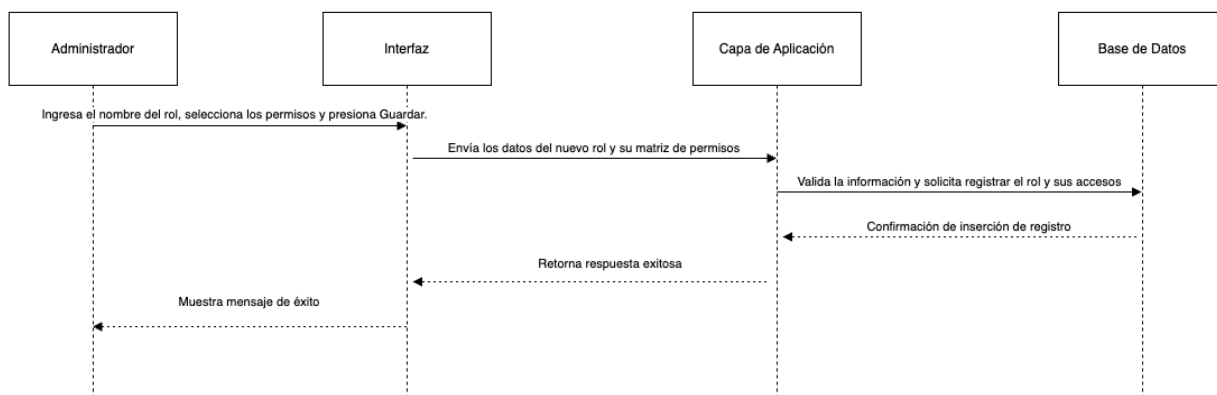 Administrador
Interfaz
Capa de Aplicación
Base de Datos
Ingresa el nombre del rol, selecciona los permisos y presiona Guardar.
Envía los datos del nuevo rol y su matriz de permisos
Valida la información y solicita registrar el rol y sus accesos
Confirmación de inserción de registro
Retorna respuesta exitosa
Muestra mensaje de éxito